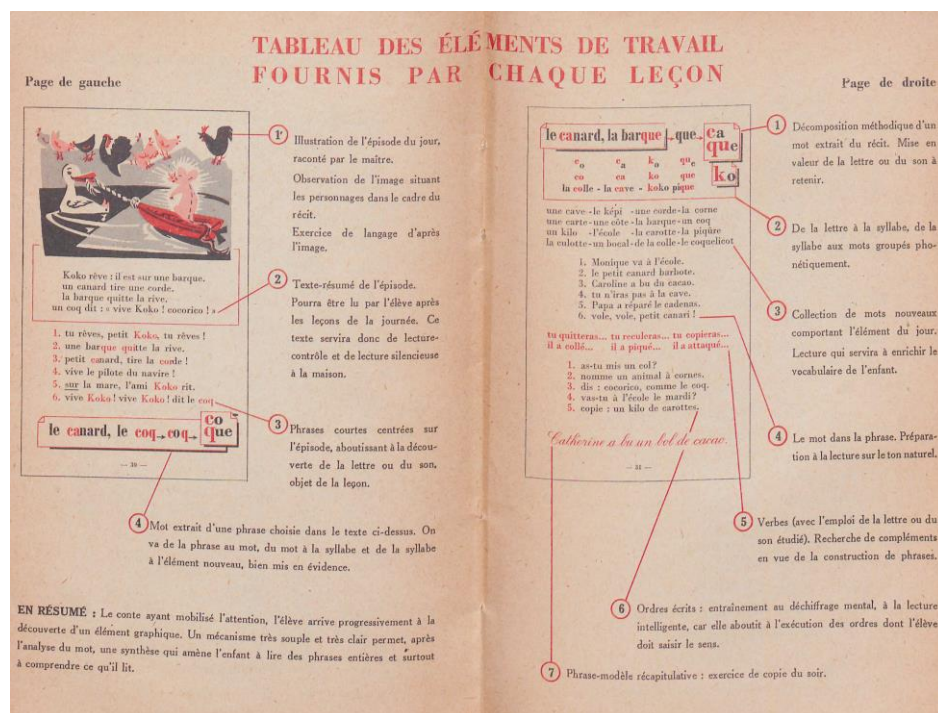 TABLEAU DES ÉLÉMENTS DE TRAVAIL
FOURNIS PAR CHAQUE LEÇON
Page de gauche
1
Illustration de l'épisode du jour,
raconté par le maître.
Observation de l'image situant
les personnages dans le cadre du
récit.
Exercice de langage d'après
l'image.
Koko rêve : il est sur une barque.
un canard tire une corde.
la barque quitte la rive.
un coq dit : « vive Koko ! cocorico ! »
2
Texte-résumé de l'épisode.
Pourra être lu par l'élève après
les leçons de la journée. Ce
texte servira donc de lecture-
contrôle et de lecture silencieuse
à la maison.
1. tu rêves, petit Koko, tu rêves !
2. une barque quitte la rive.
3. petit canard, tire la corde !
4. vive le pilote du navire !
5. sur la mare, l'ami Koko rit.
6. vive Koko ! vive Koko ! dit le coq
3
Phrases courtes centrées sur
l'épisode, aboutissant à la décou-
verte de la lettre ou du son,
objet de la leçon.
le canard, le coq→coq→
co
que
— 30 —
4
Mot extrait d'une phrase choisie dans le texte ci-dessus. On
va de la phrase au mot, du mot à la syllabe et de la syllabe
à l'élément nouveau, bien mis en évidence.
EN RÉSUMÉ : Le conte ayant mobilisé l'attention, l'élève arrive progressivement à la
découverte d'un élément graphique. Un mécanisme très souple et très clair permet, après
l'analyse du mot, une synthèse qui amène l'enfant à lire des phrases entières et surtout
à comprendre ce qu'il lit.
Page de droite
le canard, la barque→que→
ca
que
ko
co ca ko que
co ca ko que
la colle - la cave - koko pique
une cave -le képi -une corde-la corne
une carte-une côte -la barque-un coq
un kilo -l'école -la carotte-la piqûre
la culotte-un bocal-de la colle-le coquelicot
1. Monique va à l'école.
2. le petit canard barbote.
3. Caroline a bu du cacao.
4. tu n'iras pas à la cave.
5. Papa a réparé le cadenas.
6. vole, vole, petit canari !
tu quitteras... tu reculeras... tu copieras...
il a collé... il a piqué... il a attaqué...
1. as-tu mis un col?
2. nomme un animal à cornes.
3. dis : cocorico, comme le coq.
4. vas-tu à l'école le mardi?
5. copie : un kilo de carottes.
Catherine a bu un bol de cacao.
— 31 —
1
Décomposition méthodique d'un
mot extrait du récit. Mise en
valeur de la lettre ou du son à
retenir.
2
De la lettre à la syllabe, de la
syllabe aux mots groupés pho-
nétiquement.
3
Collection de mots nouveaux
comportant l'élément du jour.
Lecture qui servira à enrichir le
vocabulaire de l'enfant.
4
Le mot dans la phrase. Prépara-
tion à la lecture sur le ton naturel.
5
Verbes (avec l'emploi de la lettre ou du
son étudié). Recherche de compléments
en vue de la construction de phrases.
6
Ordres écrits : entraînement au déchiffrage mental, à la lecture
intelligente, car elle aboutit à l'exécution des ordres dont l'élève
doit saisir le sens.
7
Phrase-modèle récapitulative : exercice de copie du soir.